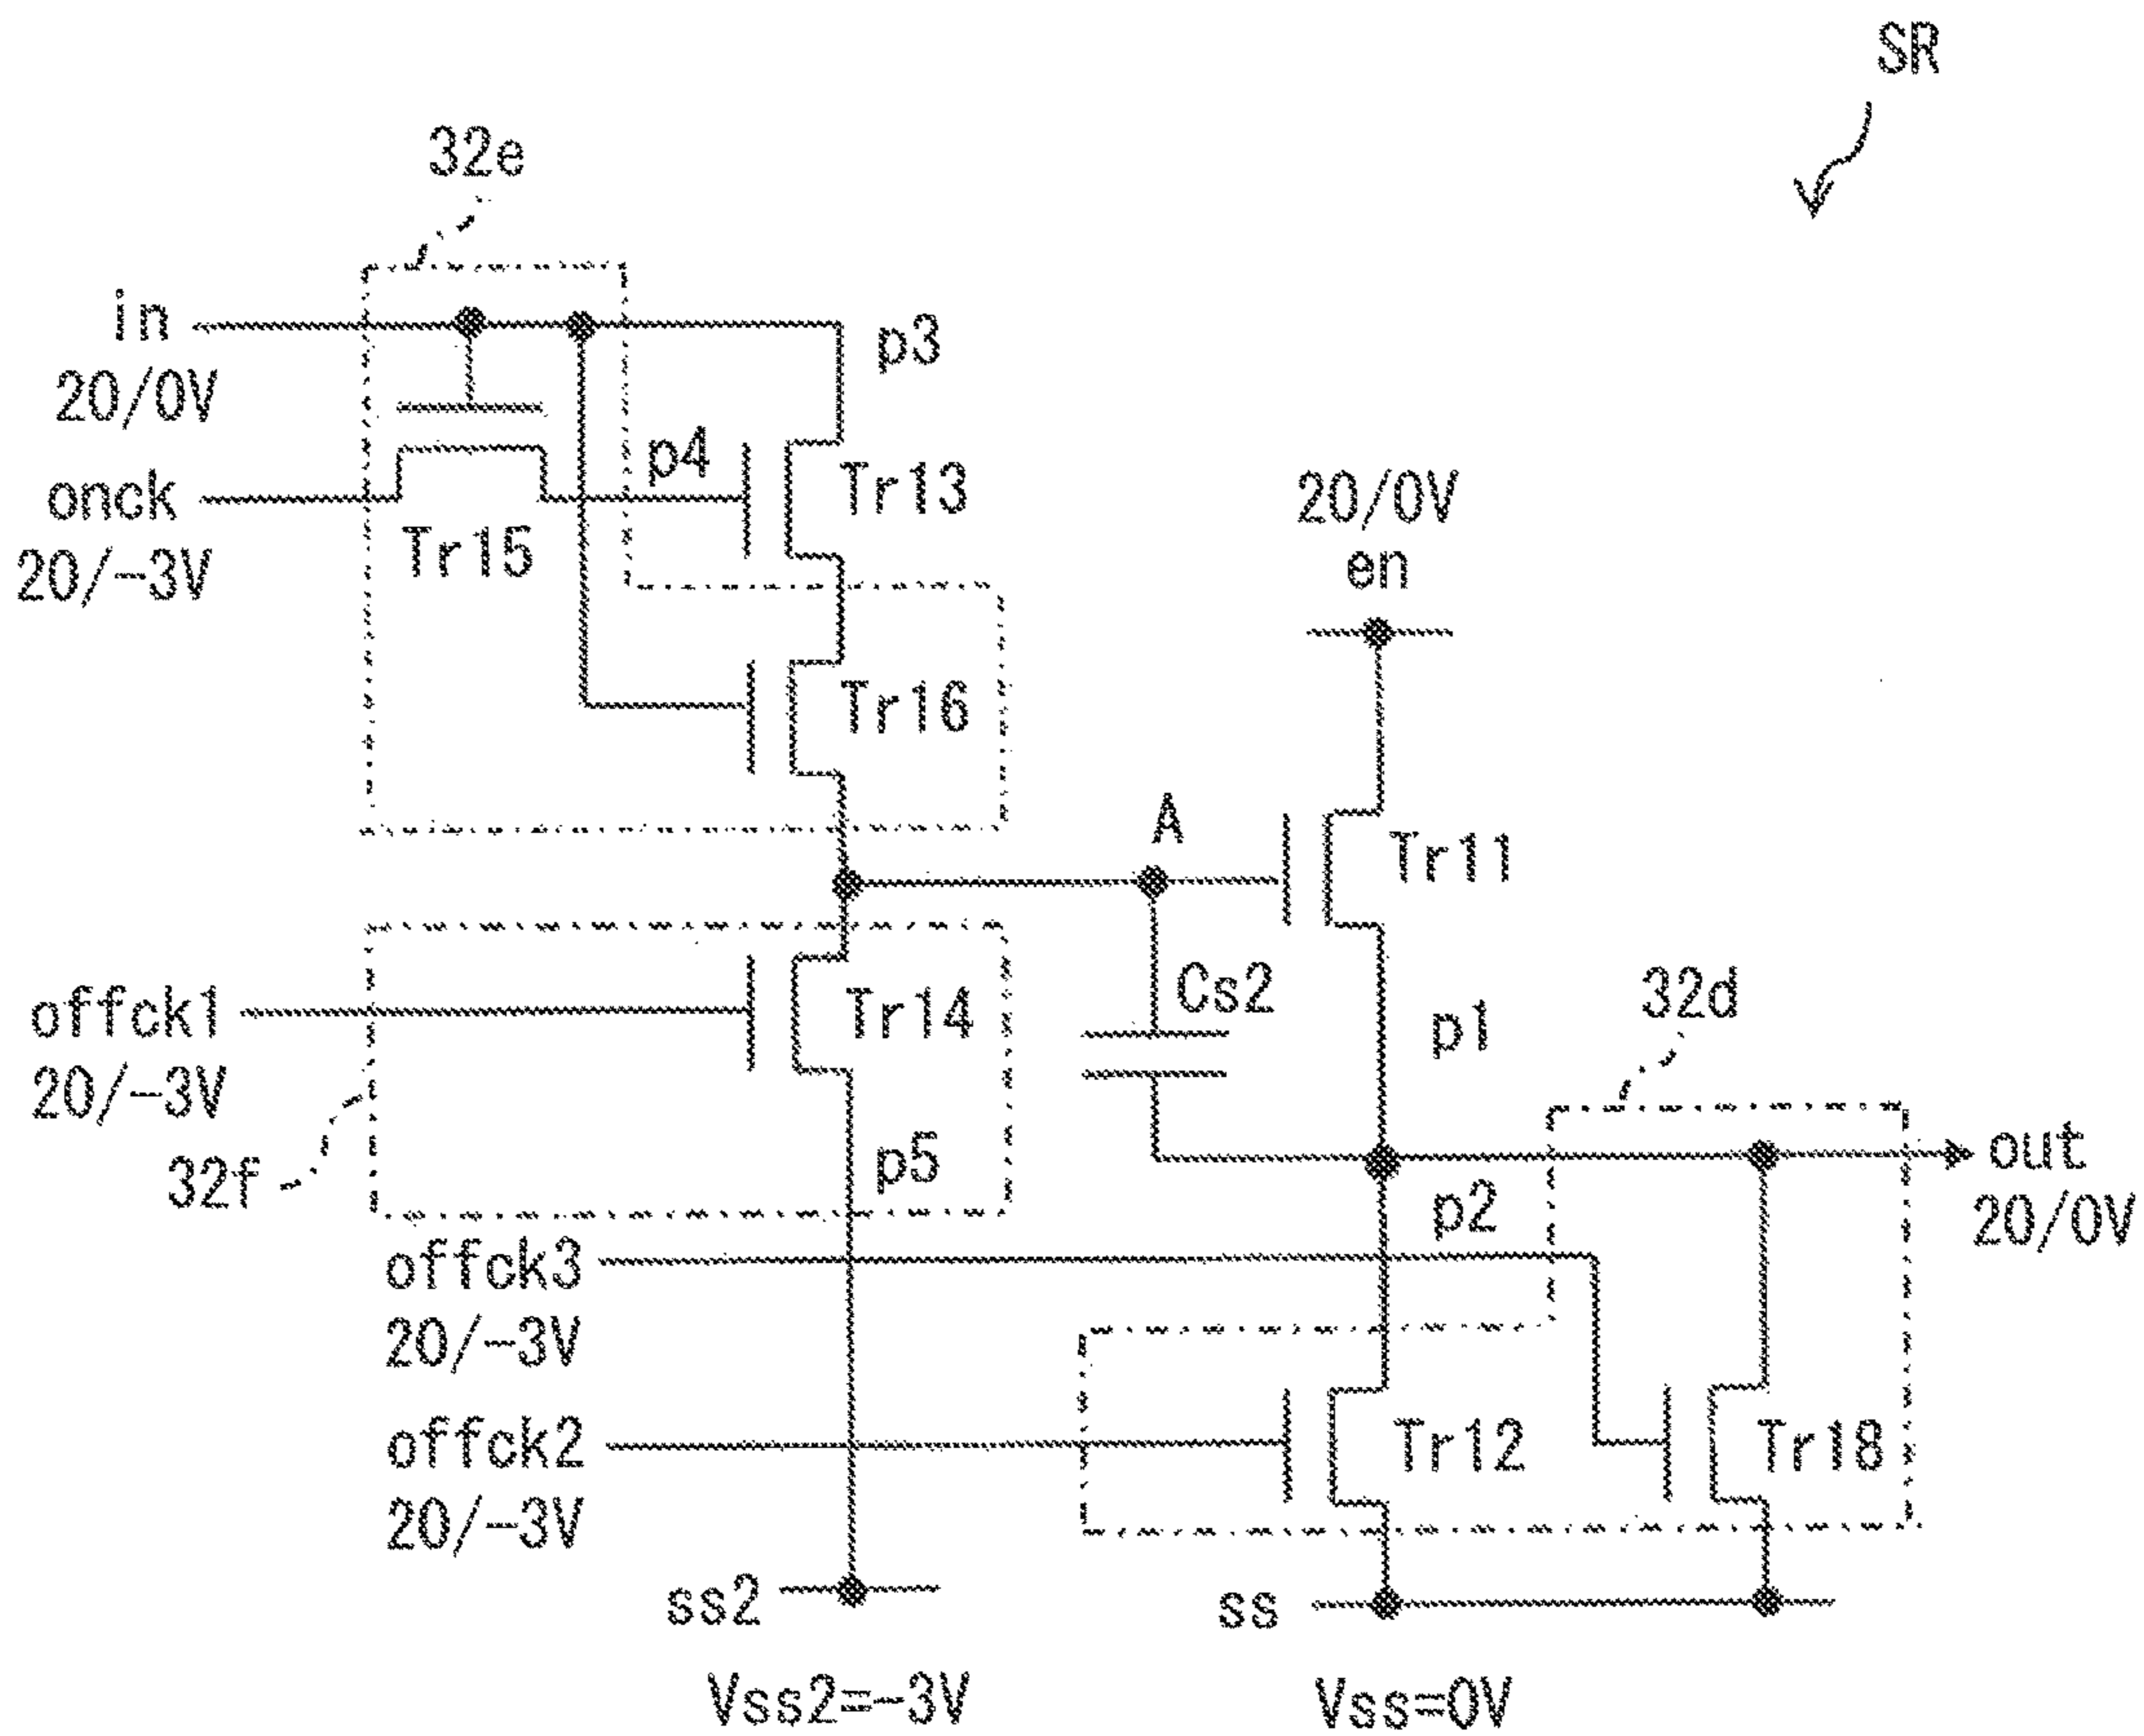 SR
32e
in
20/0V
p3
onck
20/-3V
p4
Tr15
Tr13
20/0V
en
Tr16
A
Tr11
offck1
20/-3V
Tr14
Cs2
p1
32d
32f
p5
out
20/0V
p2
offck3
20/-3V
offck2
20/-3V
Tr12
Tr18
ss2
ss
Vss2=-3V
Vss=0V